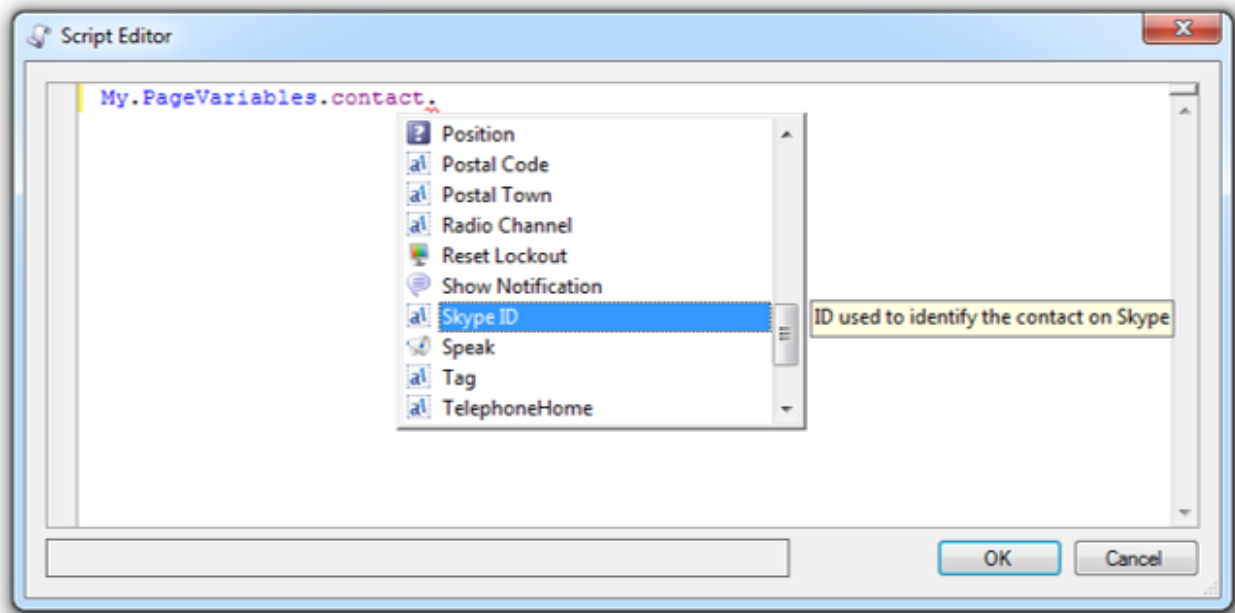 Script Editor
My.PageVariables.contact.
Position
Postal Code
Postal Town
Radio Channel
Reset Lockout
Show Notification
Skype ID
ID used to identify the contact on Skype
Speak
Tag
TelephoneHome
OK
Cancel